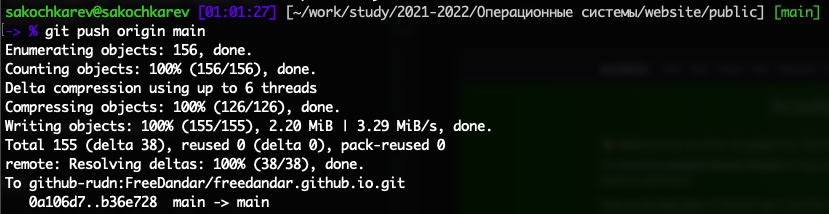 sakochkarev@sakochkarev [01:01:27] [~/work/study/2021-2022/Операционные системы/website/public] [main]
-> % git push origin main
Enumerating objects: 156, done.
Counting objects: 100% (156/156), done.
Delta compression using up to 6 threads
Compressing objects: 100% (126/126), done.
Writing objects: 100% (155/155), 2.20 MiB | 3.29 MiB/s, done.
Total 155 (delta 38), reused 0 (delta 0), pack-reused 0
remote: Resolving deltas: 100% (38/38), done.
To github-rudn:FreeDandar/freedandar.github.io.git
   0a106d7..b36e728  main -> main